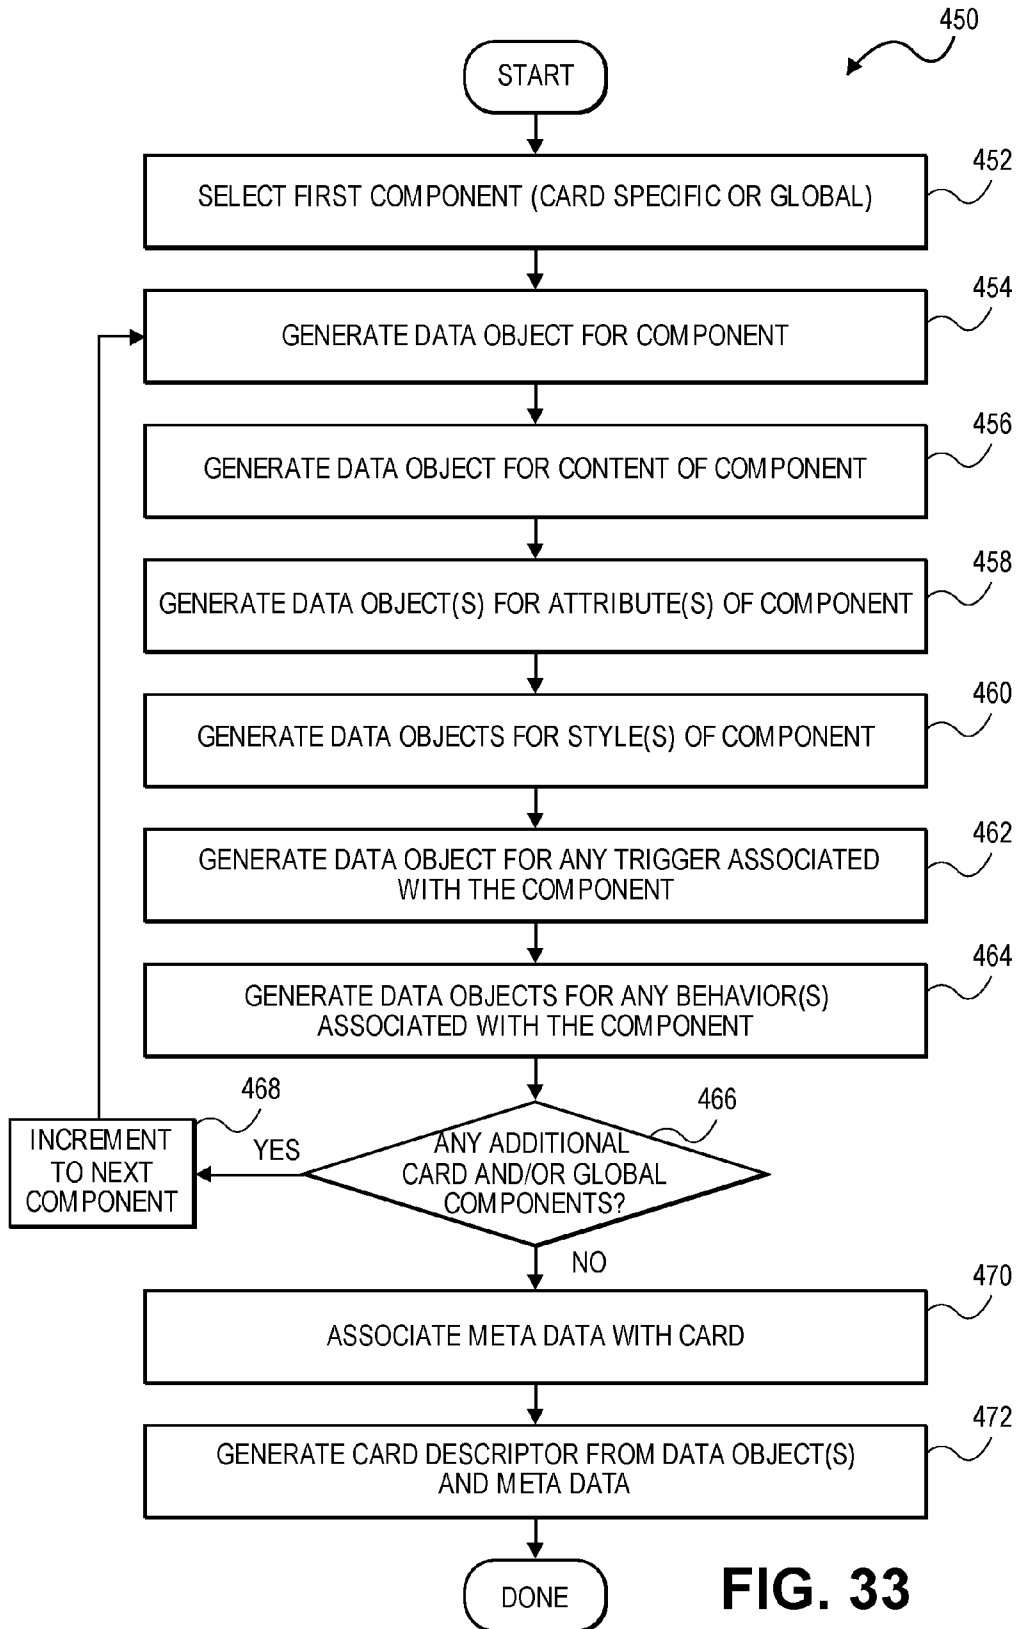 450
START
452
SELECT FIRST COMPONENT (CARD SPECIFIC OR GLOBAL)
454
GENERATE DATA OBJECT FOR COMPONENT
456
GENERATE DATA OBJECT FOR CONTENT OF COMPONENT
458
GENERATE DATA OBJECT(S) FOR ATTRIBUTE(S) OF COMPONENT
460
GENERATE DATA OBJECTS FOR STYLE(S) OF COMPONENT
462
GENERATE DATA OBJECT FOR ANY TRIGGER ASSOCIATED
WITH THE COMPONENT
464
GENERATE DATA OBJECTS FOR ANY BEHAVIOR(S)
ASSOCIATED WITH THE COMPONENT
468
INCREMENT
TO NEXT
COMPONENT
YES
466
ANY ADDITIONAL
CARD AND/OR GLOBAL
COMPONENTS?
NO
470
ASSOCIATE META DATA WITH CARD
472
GENERATE CARD DESCRIPTOR FROM DATA OBJECT(S)
AND META DATA
DONE
FIG. 33